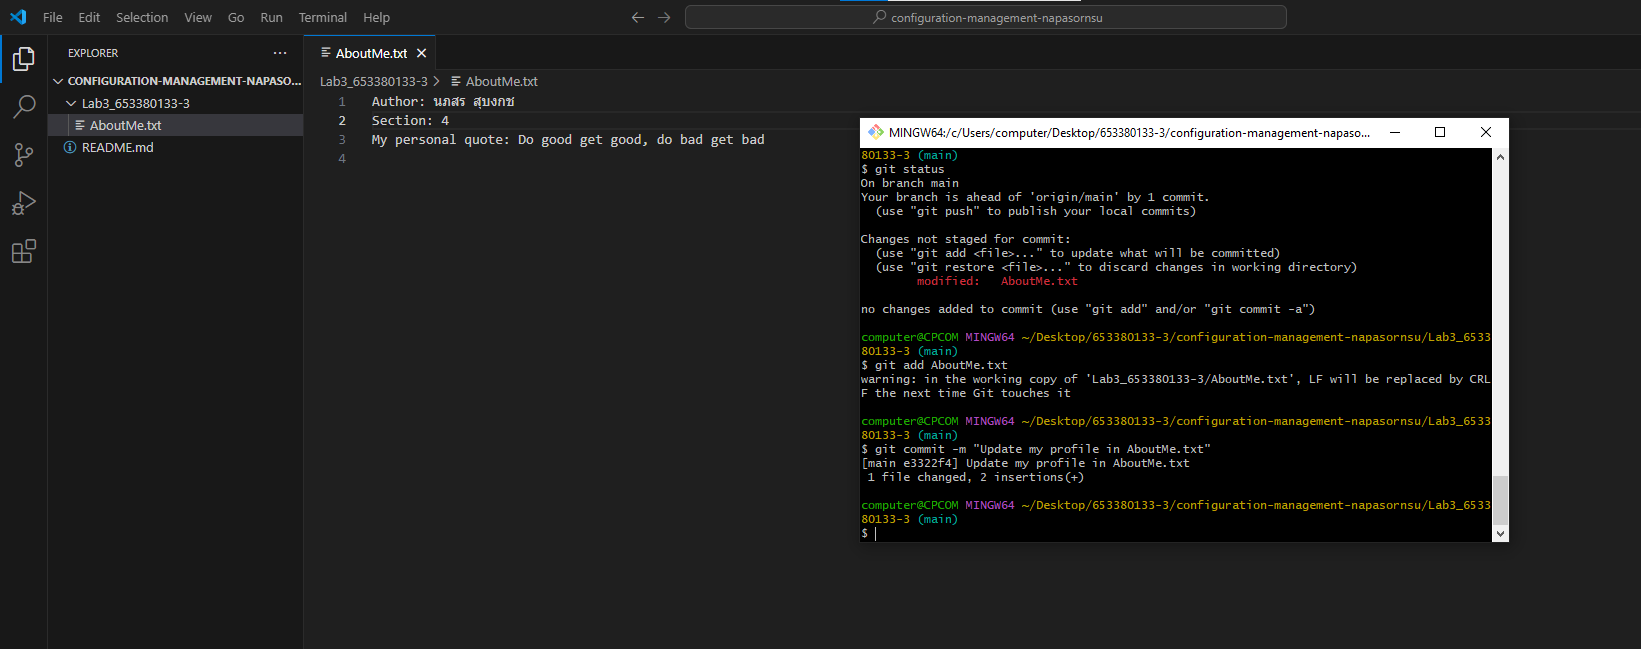 File Edit Selection View Go Run Terminal Help
configuration-management-napasornsu
EXPLORER
AboutMe.txt
CONFIGURATION-MANAGEMENT-NAPASO...
Lab3_653380133-3
AboutMe.txt
README.md
Lab3_653380133-3 > AboutMe.txt
1 Author: นภสร สุบงกช
2 Section: 4
3 My personal quote: Do good get good, do bad get bad
4
MINGW64:/c/Users/computer/Desktop/653380133-3/configuration-management-napaso...
80133-3 (main)
$ git status
On branch main
Your branch is ahead of 'origin/main' by 1 commit.
(use "git push" to publish your local commits)
Changes not staged for commit:
(use "git add <file>..." to update what will be committed)
(use "git restore <file>..." to discard changes in working directory)
modified: AboutMe.txt
no changes added to commit (use "git add" and/or "git commit -a")
computer@CPCOM MINGW64 ~/Desktop/653380133-3/configuration-management-napasornsu/Lab3_6533
80133-3 (main)
$ git add AboutMe.txt
warning: in the working copy of 'Lab3_653380133-3/AboutMe.txt', LF will be replaced by CRL
F the next time Git touches it
computer@CPCOM MINGW64 ~/Desktop/653380133-3/configuration-management-napasornsu/Lab3_6533
80133-3 (main)
$ git commit -m "Update my profile in AboutMe.txt"
[main e3322f4] Update my profile in AboutMe.txt
1 file changed, 2 insertions(+)
computer@CPCOM MINGW64 ~/Desktop/653380133-3/configuration-management-napasornsu/Lab3_6533
80133-3 (main)
$